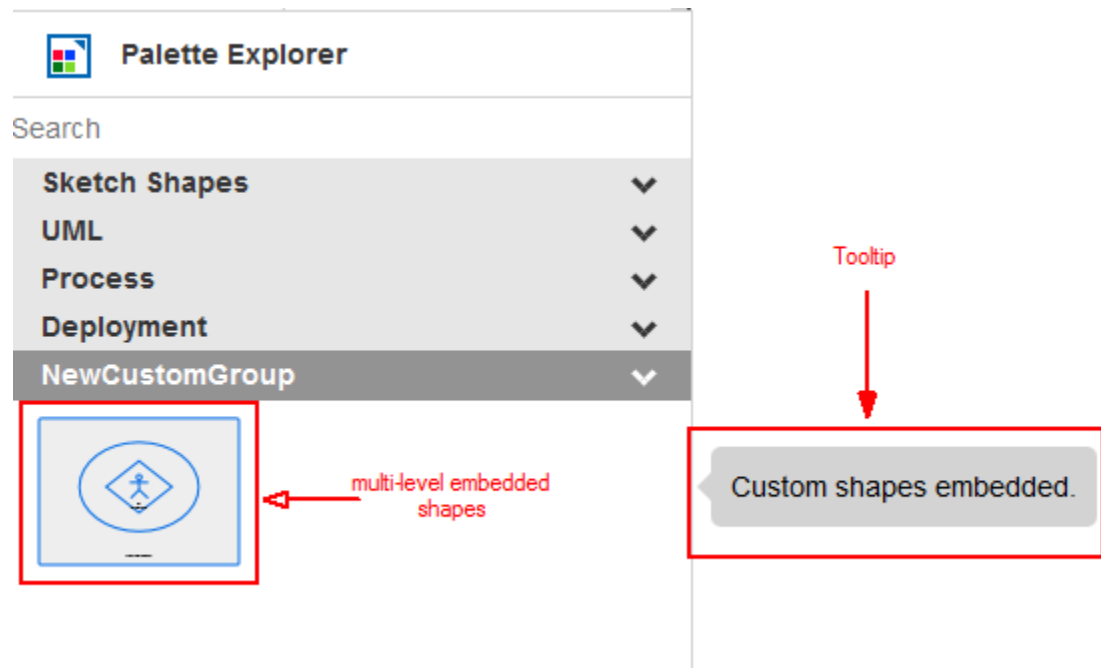 Palette Explorer
Search
Sketch Shapes
UML
Process
Deployment
NewCustomGroup
Tooltip
multi-level embedded
shapes
Custom shapes embedded.